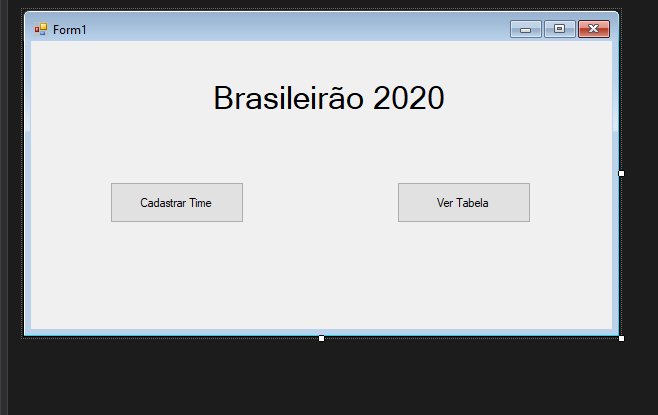 Form1
Brasileirão 2020
Cadastrar Time
Ver Tabela